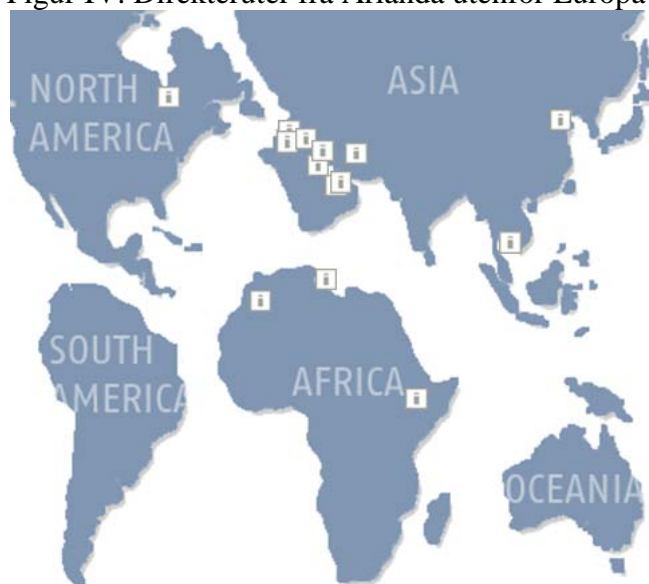 Figur IV: Direkteruter fra Arlanda utenfor Europa
NORTH
AMERICA
ASIA
SOUTH
AMERICA
AFRICA
OCEANIA